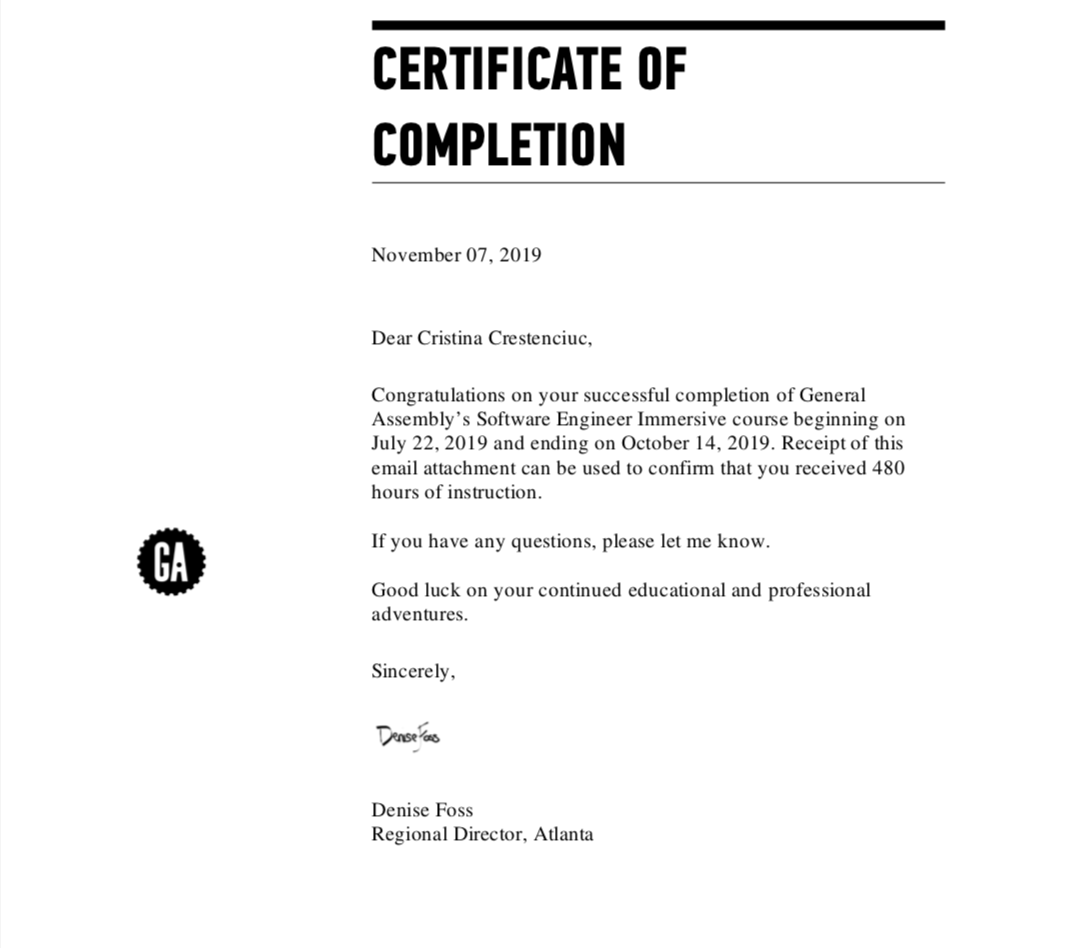 CERTIFICATE OF
COMPLETION
November 07, 2019
Dear Cristina Crestenciuc,
Congratulations on your successful completion of General
Assembly’s Software Engineer Immersive course beginning on
July 22, 2019 and ending on October 14, 2019. Receipt of this
email attachment can be used to confirm that you received 480
hours of instruction.
GA
If you have any questions, please let me know.
Good luck on your continued educational and professional
adventures.
Sincerely,
Denise Foss
Denise Foss
Regional Director, Atlanta